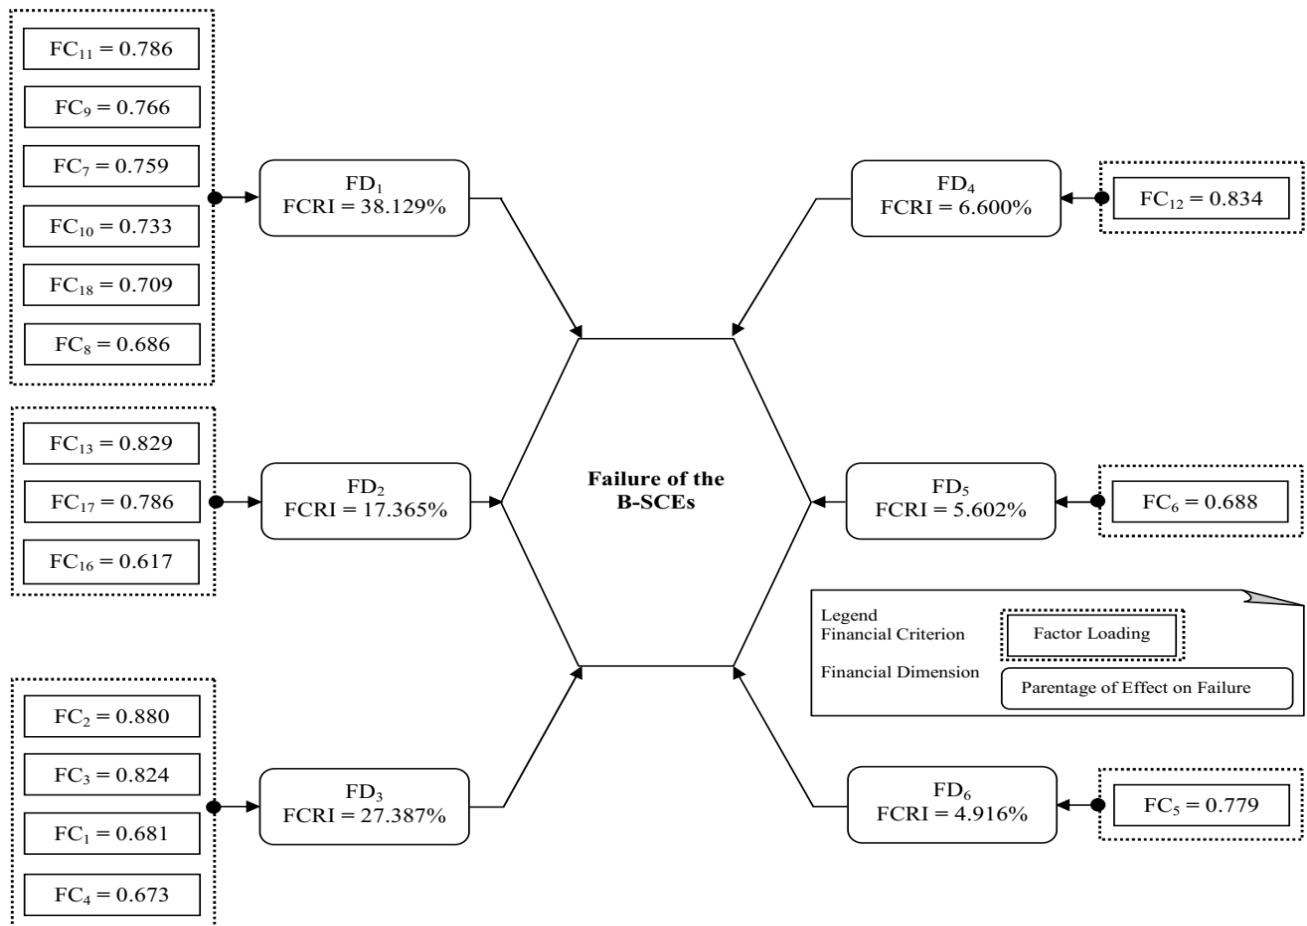 FC₁₁ = 0.786
FC₉ = 0.766
FC₇ = 0.759
FC₁₀ = 0.733
FC₁₈ = 0.709
FC₈ = 0.686
FD₁
FCRI = 38.129%
FC₁₃ = 0.829
FC₁₇ = 0.786
FC₁₆ = 0.617
FD₂
FCRI = 17.365%
FC₂ = 0.880
FC₃ = 0.824
FC₁ = 0.681
FC₄ = 0.673
FD₃
FCRI = 27.387%
Failure of the
B-SCEs
FD₄
FCRI = 6.600%
FC₁₂ = 0.834
FD₅
FCRI = 5.602%
FC₆ = 0.688
Legend
Financial Criterion
Factor Loading
Financial Dimension
Parentage of Effect on Failure
FD₆
FCRI = 4.916%
FC₅ = 0.779